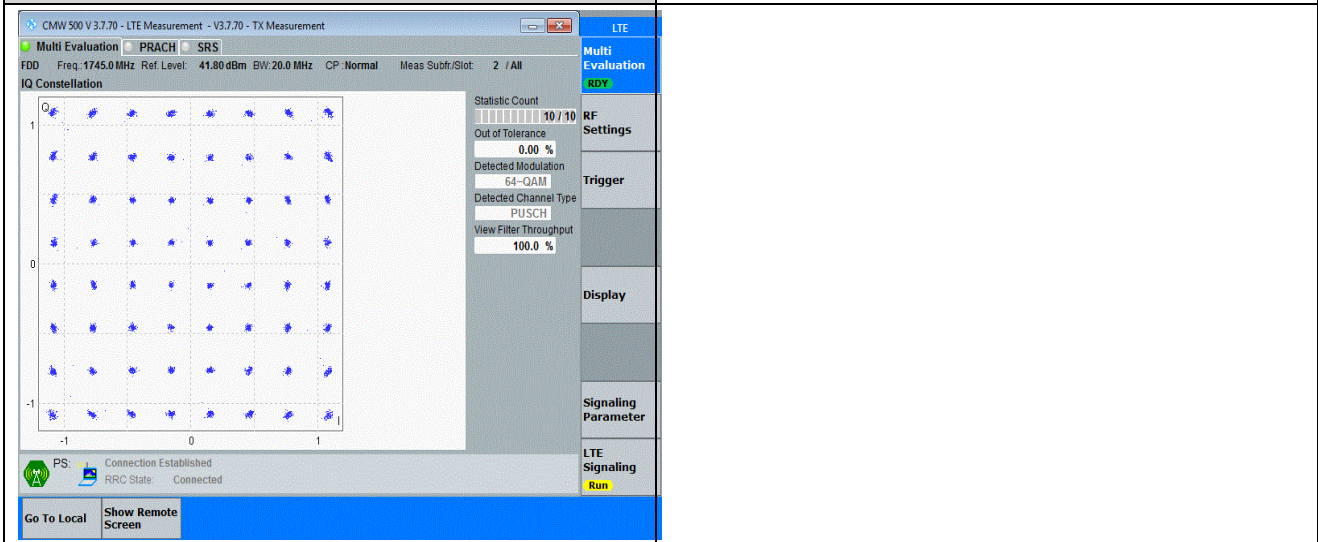 CMW 500 V 3.7.70 - LTE Measurement - V3.7.70 - TX Measurement
LTE
Multi Evaluation PRACH SRS
FDD Freq.:1745.0 MHz Ref. Level: 41.80 dBm BW:20.0 MHz CP :Normal Meas Subfr./Slot: 2 / All
IQ Constellation
Q
1
0
-1
-1 0 1
I
Statistic Count
10 / 10
Out of Tolerance
0.00 %
Detected Modulation
64-QAM
Detected Channel Type
PUSCH
View Filter Throughput
100.0 %
Multi
Evaluation
RDY
RF
Settings
Trigger
Display
Signaling
Parameter
LTE
Signaling
Run
PS: Connection Established
RRC State: Connected
Go To Local
Show Remote
Screen